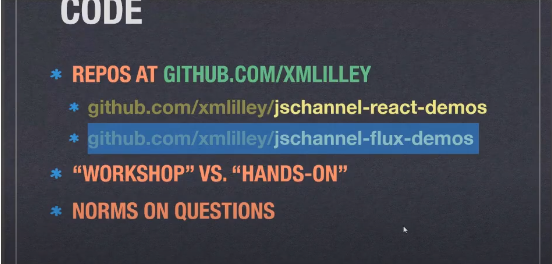 CODE
REPOS AT GITHUB.COM/XMLILLEY
github.com/xmlilley/jschannel-react-demos
github.com/xmlilley/jschannel-flux-demos
“WORKSHOP” VS. “HANDS-ON”
NORMS ON QUESTIONS